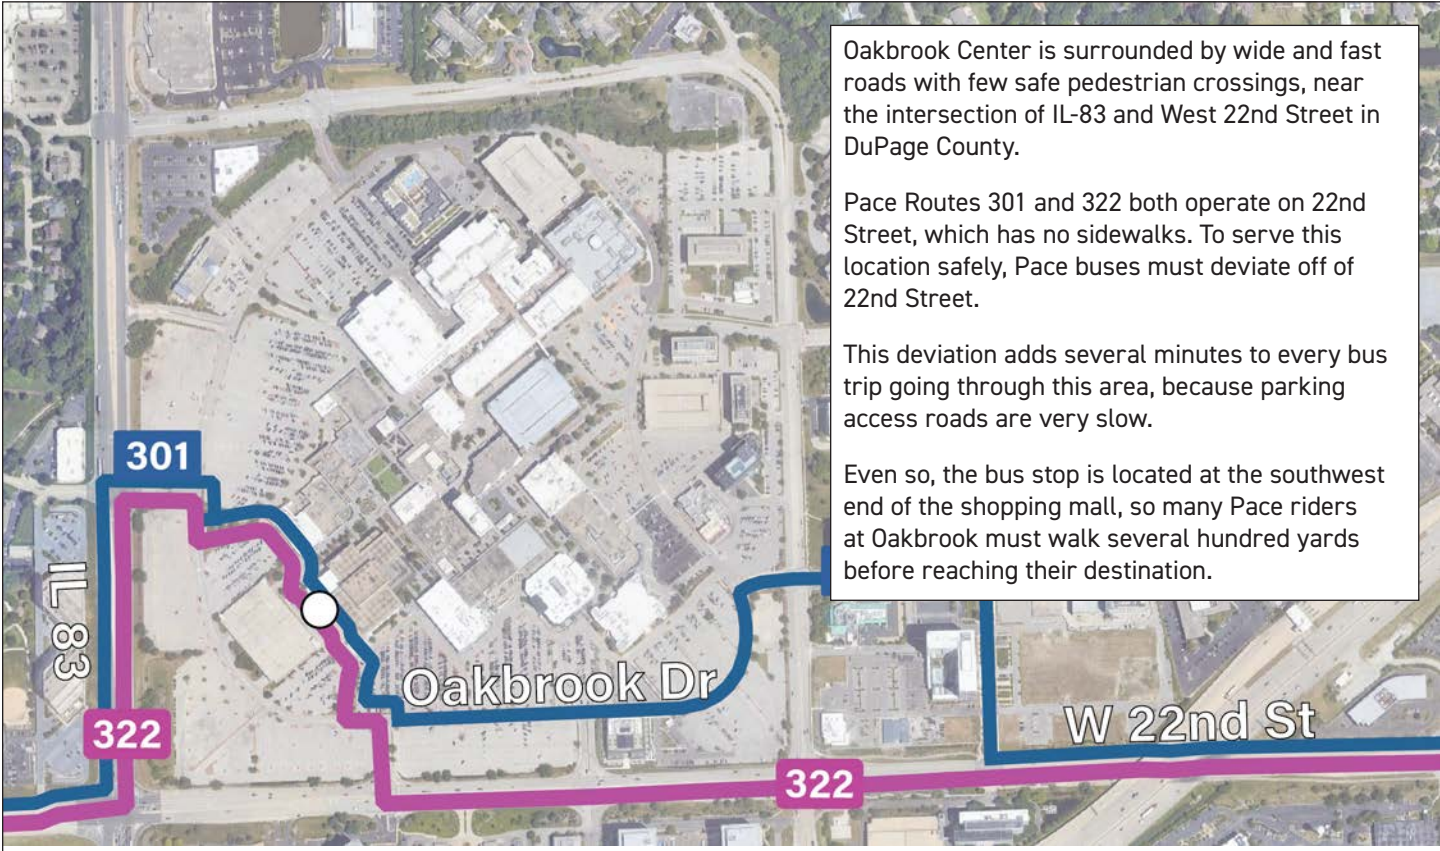 Oakbrook Center is surrounded by wide and fast
roads with few safe pedestrian crossings, near
the intersection of IL-83 and West 22nd Street in
DuPage County.
Pace Routes 301 and 322 both operate on 22nd
Street, which has no sidewalks. To serve this
location safely, Pace buses must deviate off of
22nd Street.
This deviation adds several minutes to every bus
trip going through this area, because parking
access roads are very slow.
Even so, the bus stop is located at the southwest
end of the shopping mall, so many Pace riders
at Oakbrook must walk several hundred yards
before reaching their destination.
301
IL 83
Oakbrook Dr
322
W 22nd St
322